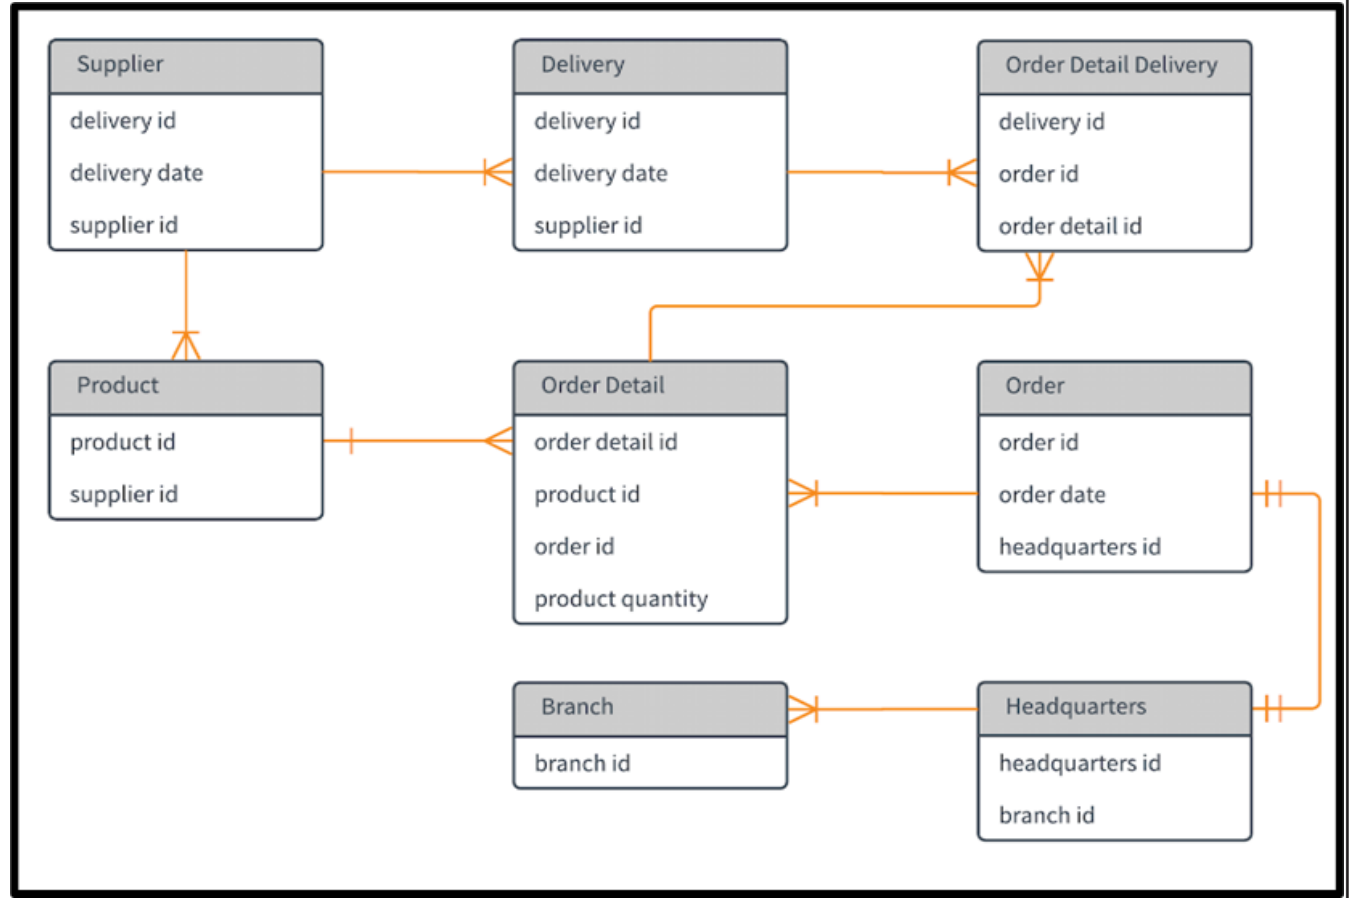 Supplier
delivery id
delivery date
supplier id
Delivery
delivery id
delivery date
supplier id
Order Detail Delivery
delivery id
order id
order detail id
Product
product id
supplier id
Order Detail
order detail id
product id
order id
product quantity
Order
order id
order date
headquarters id
Branch
branch id
Headquarters
headquarters id
branch id